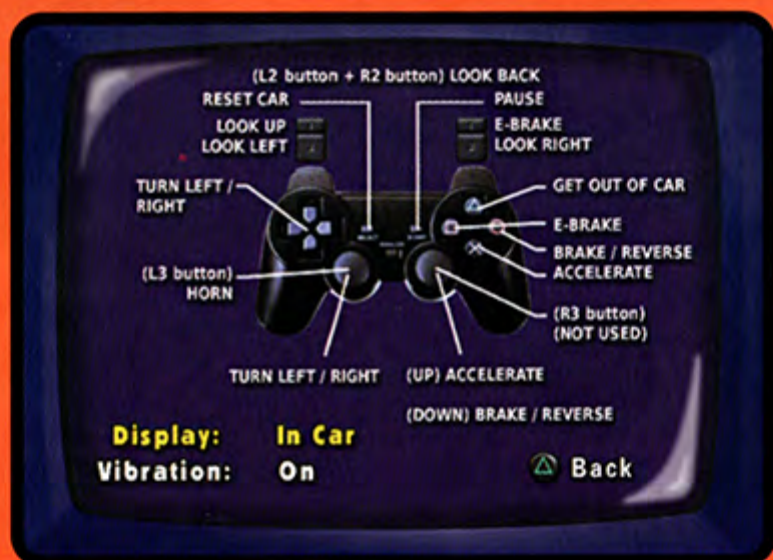 (L2 button + R2 button) LOOK BACK
RESET CAR
PAUSE
LOOK UP
LOOK LEFT
E-BRAKE
LOOK RIGHT
TURN LEFT /
RIGHT
GET OUT OF CAR
E-BRAKE
BRAKE / REVERSE
ACCELERATE
(L3 button)
HORN
(R3 button)
(NOT USED)
TURN LEFT / RIGHT
(UP) ACCELERATE
(DOWN) BRAKE / REVERSE
Display: In Car
Vibration: On
Back